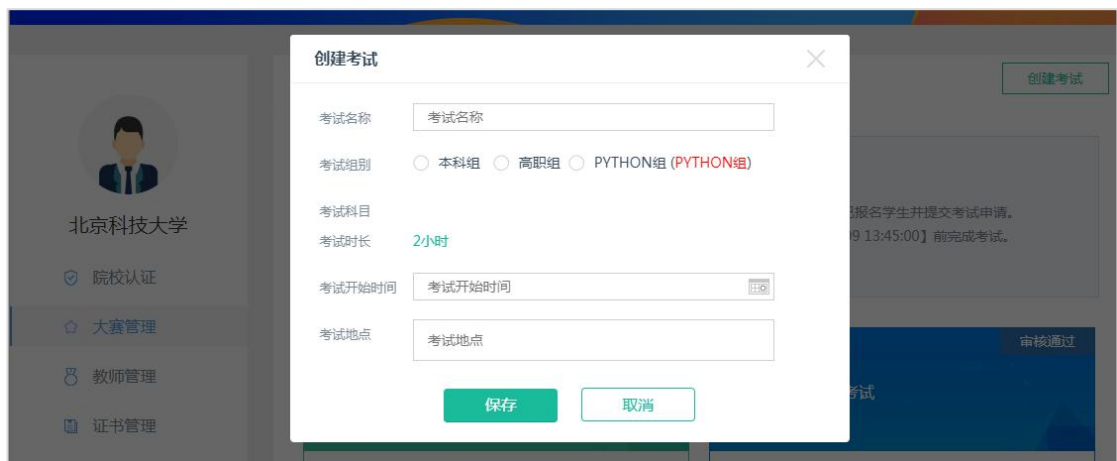 创建考试
创建考试
考试名称 考试名称
考试组别 本科组 高职组 PYTHON组 (PYTHON组)
考试科目
报名学生并提交考试申请。
北京科技大学
考试时长 2小时
09 13:45:00】前完成考试。
院校认证
考试开始时间 考试开始时间
大赛管理
考试地点 考试地点
审核通过
教师管理
考试
保存 取消
证书管理